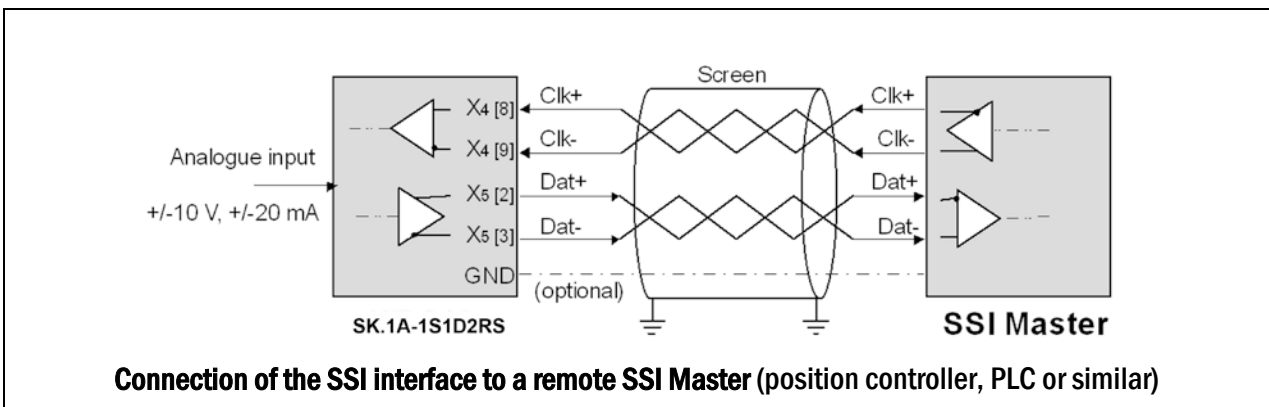 Screen
Analogue input
+/-10 V, +/-20 mA
X4 [8]
X4 [9]
X5 [2]
X5 [3]
GND
Clk+
Clk-
Dat+
Dat-
(optional)
Clk+
Clk-
Dat+
Dat-
SK.1A-1S1D2RS
SSI Master
Connection of the SSI interface to a remote SSI Master (position controller, PLC or similar)